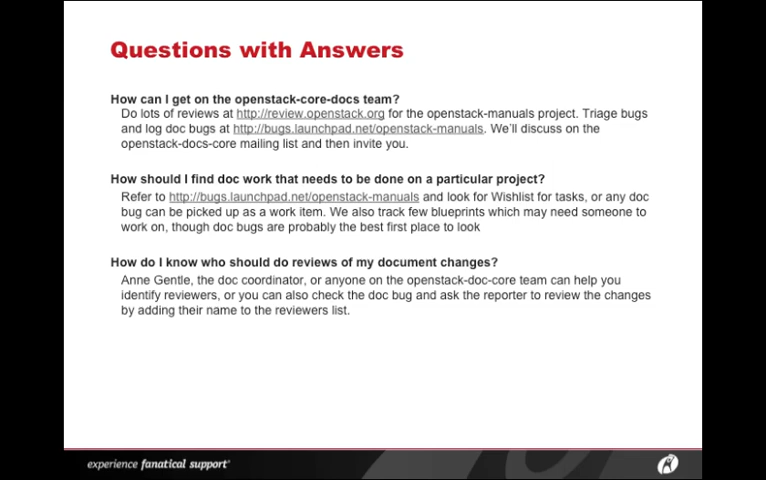 Questions with Answers
How can I get on the openstack-core-docs team?
Do lots of reviews at http://review.openstack.org for the openstack-manuals project. Triage bugs
and log doc bugs at http://bugs.launchpad.net/openstack-manuals. We'll discuss on the
openstack-docs-core mailing list and then invite you.
How should I find doc work that needs to be done on a particular project?
Refer to http://bugs.launchpad.net/openstack-manuals and look for Wishlist for tasks, or any doc
bug can be picked up as a work item. We also track few blueprints which may need someone to
work on, though doc bugs are probably the best first place to look
How do I know who should do reviews of my document changes?
Anne Gentle, the doc coordinator, or anyone on the openstack-doc-core team can help you
identify reviewers, or you can also check the doc bug and ask the reporter to review the changes
by adding their name to the reviewers list.
experience fanatical support